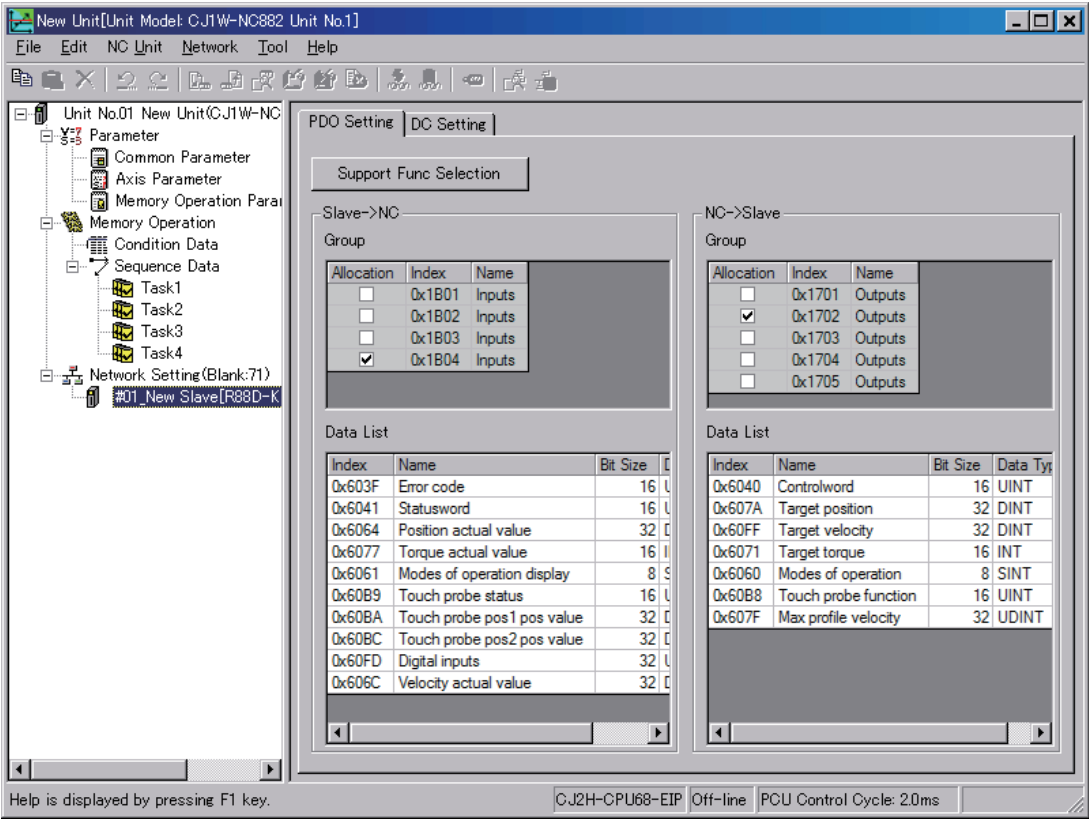 New Unit[Unit Model: CJ1W-NC882 Unit No.1]
File Edit NC Unit Network Tool Help
Unit No.01 New Unit(CJ1W-NC
Parameter
Common Parameter
Axis Parameter
Memory Operation Para
Memory Operation
Condition Data
Sequence Data
Task1
Task2
Task3
Task4
Network Setting(Blank:71)
#01_New Slave[R88D-K
PDO Setting DC Setting
Support Func Selection
Slave->NC
Group
Allocation Index Name
0x1B01 Inputs
0x1B02 Inputs
0x1B03 Inputs
0x1B04 Inputs
Data List
Index Name Bit Size D
0x603F Error code 16 U
0x6041 Statusword 16 U
0x6064 Position actual value 32 D
0x6077 Torque actual value 16 I
0x6061 Modes of operation display 8 S
0x60B9 Touch probe status 16 U
0x60BA Touch probe pos1 pos value 32 D
0x60BC Touch probe pos2 pos value 32 D
0x60FD Digital inputs 32 U
0x606C Velocity actual value 32 D
NC->Slave
Group
Allocation Index Name
0x1701 Outputs
0x1702 Outputs
0x1703 Outputs
0x1704 Outputs
0x1705 Outputs
Data List
Index Name Bit Size Data Typ
0x6040 Controlword 16 UINT
0x607A Target position 32 DINT
0x60FF Target velocity 32 DINT
0x6071 Target torque 16 INT
0x6060 Modes of operation 8 SINT
0x60B8 Touch probe function 16 UINT
0x607F Max profile velocity 32 UDINT
Help is displayed by pressing F1 key. CJ2H-CPU68-EIP Off-line PCU Control Cycle: 2.0ms